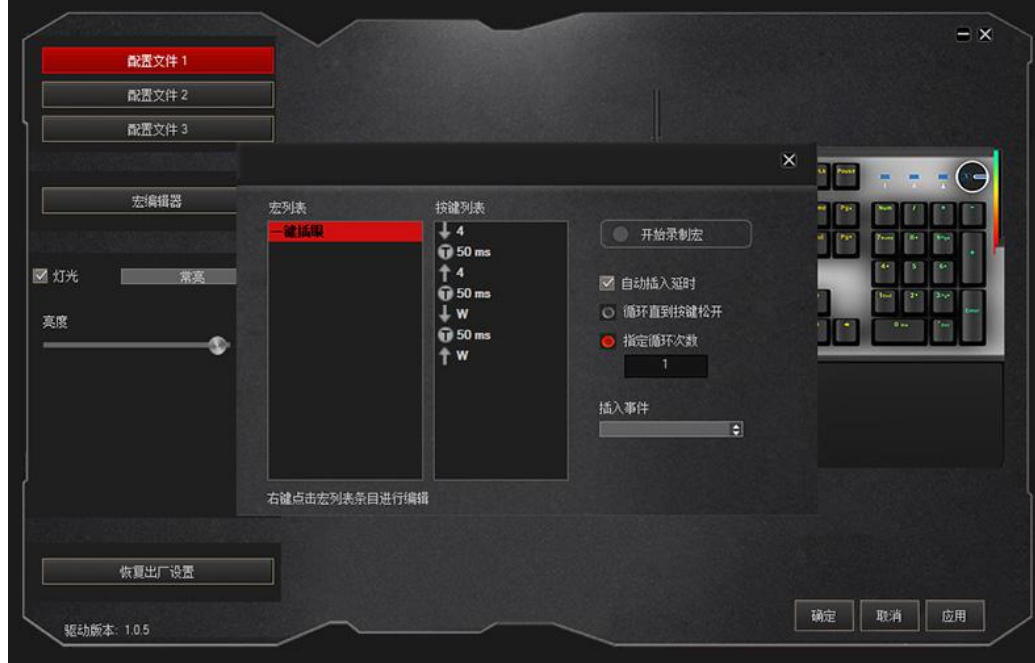 配置文件 1
配置文件 2
配置文件 3
宏编辑器
灯光
常亮
亮度
恢复出厂设置
驱动版本: 1.0.5
宏列表
一键插眼
按键列表
4
50 ms
4
50 ms
W
50 ms
W
右键点击宏列表条目进行编辑
开始录制宏
自动插入延时
循环直到按键松开
指定循环次数
1
插入事件
Pause
Num
Enter
确定
取消
应用